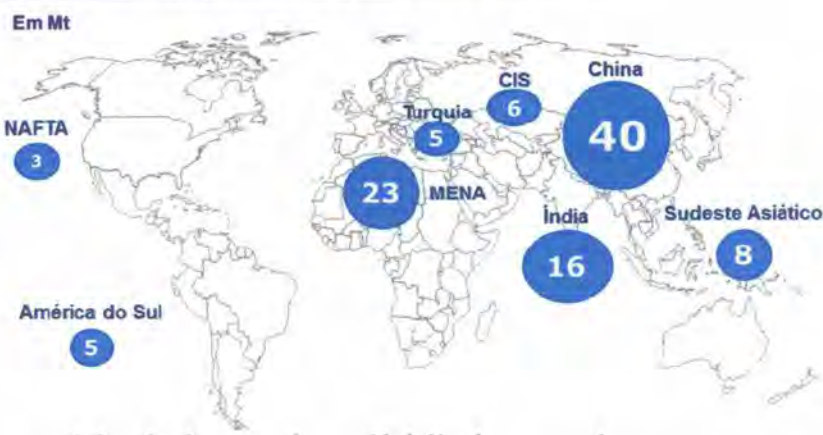 Em Mt
NAFTA
3
América do Sul
5
23
MENA
Turquia
5
CIS
6
China
40
Índia
16
Sudeste Asiático
8